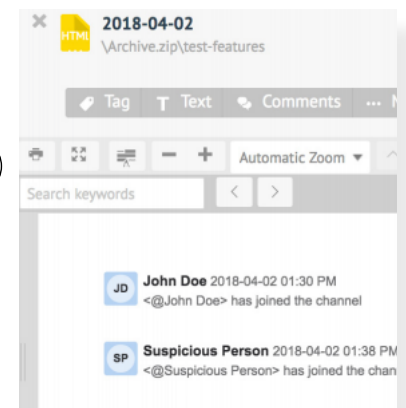 HTML
2018-04-02
\Archive.zip\test-features
Tag Text Comments ...
Automatic Zoom
Search keywords
JD
John Doe 2018-04-02 01:30 PM
<@John Doe> has joined the channel
SP
Suspicious Person 2018-04-02 01:38 PM
<@Suspicious Person> has joined the